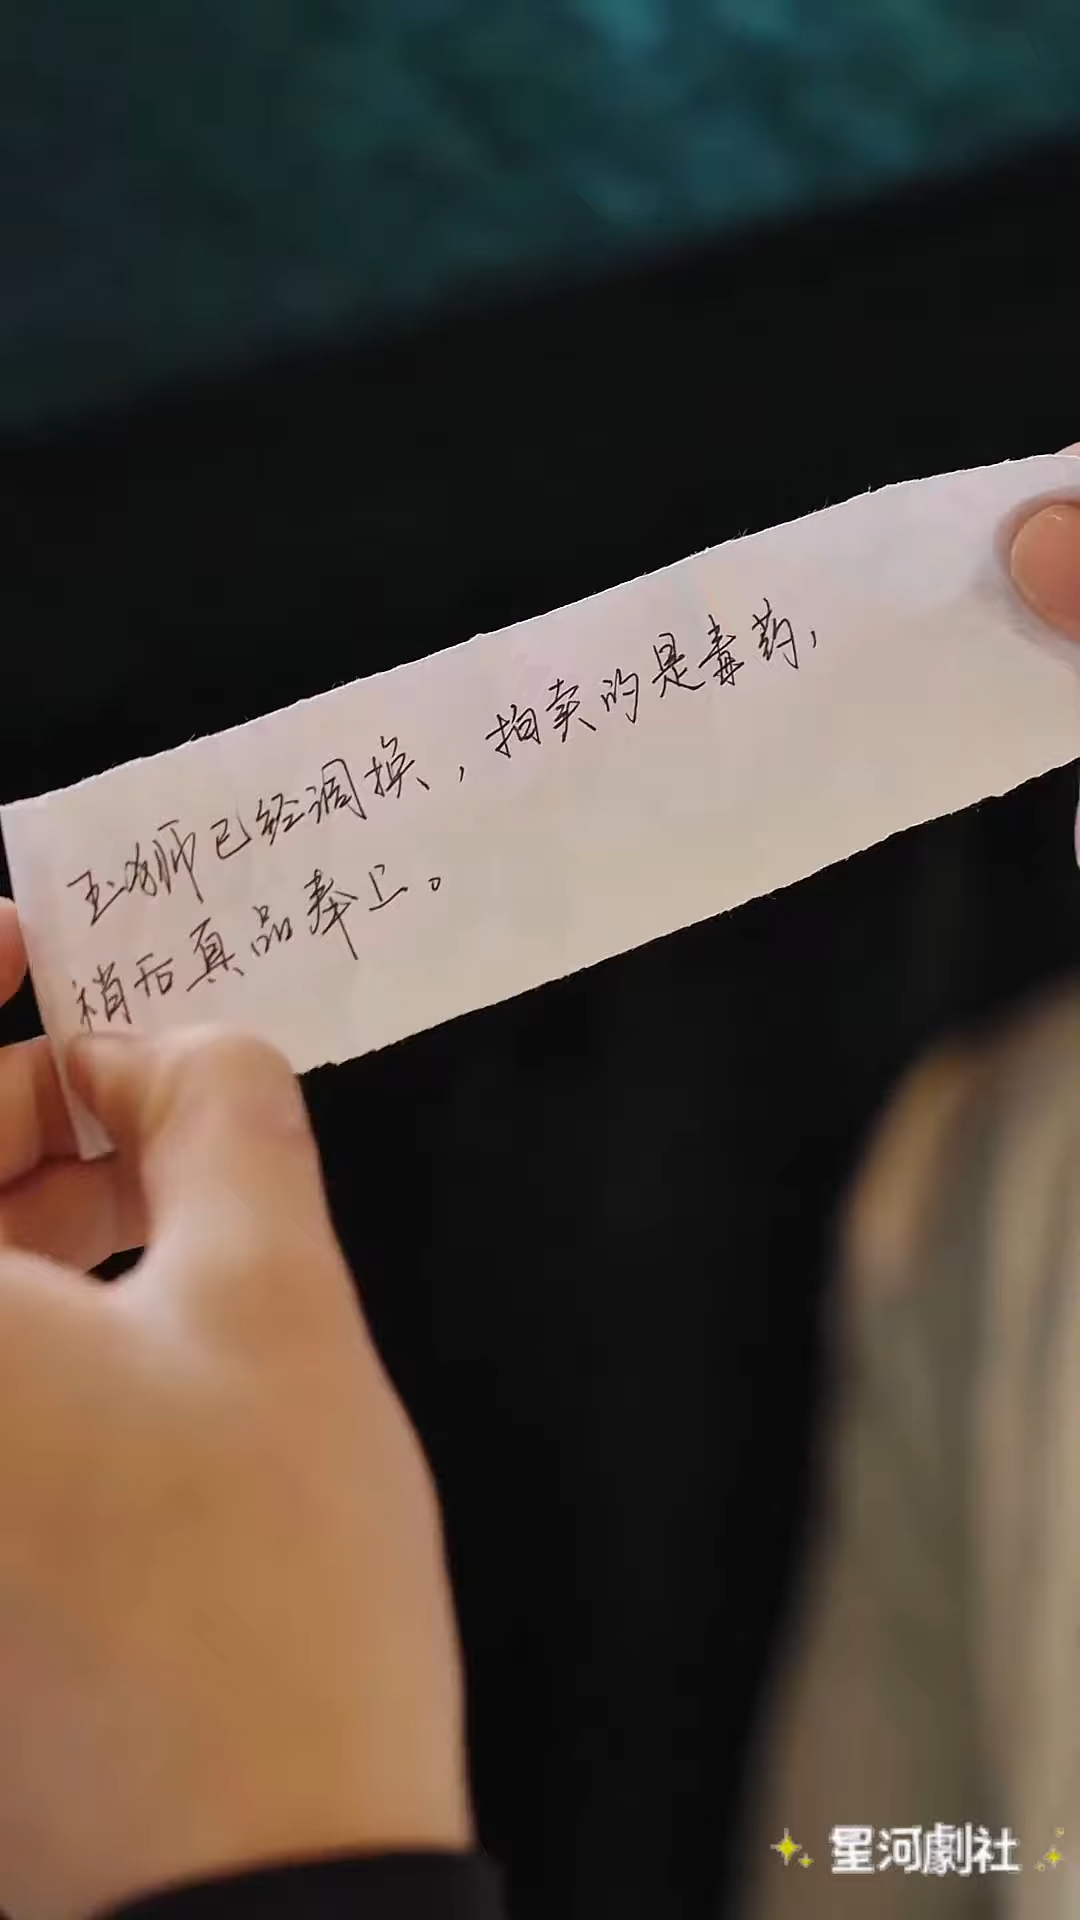 玉狮已经调换，拍卖的是毒药，
稍后真品奉上。
星河劇社